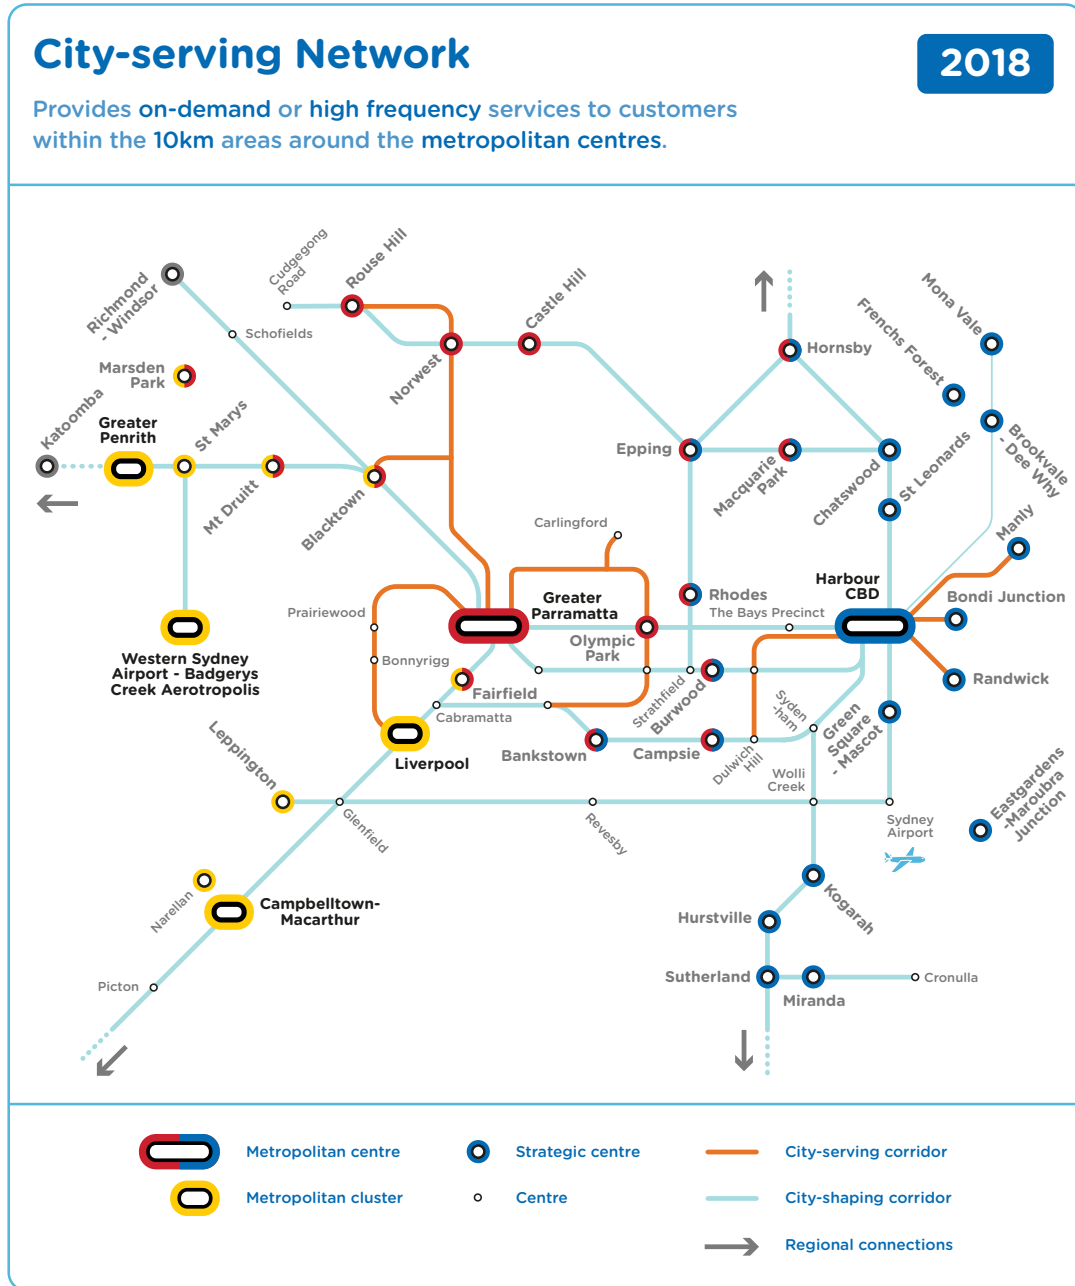 City-serving Network
2018
Provides on-demand or high frequency services to customers
within the 10km areas around the metropolitan centres.
Richmond
- Windsor
Cudgegong
Road
Rouse Hill
Castle Hill
Schofields
Norwest
Hornsby
Frenchs Forest
Mona Vale
Marsden
Park
Katoomba
Greater
Penrith
St Marys
Mt Druitt
Blacktown
Epping
Macquarie
Park
Chatswood
St Leonards
Brookvale
- Dee Why
Carlingford
Manly
Prairiewood
Greater
Parramatta
Rhodes
The Bays Precinct
Harbour
CBD
Bondi Junction
Olympic
Park
Western Sydney
Airport - Badgerys
Creek Aerotropolis
Bonnyrigg
Fairfield
Cabramatta
Strathfield
Burwood
Syden
-ham
Green
Square
- Mascot
Randwick
Leppington
Liverpool
Bankstown
Campsie
Dulwich
Hill
Wolli
Creek
Glenfield
Revesby
Sydney
Airport
Eastgardens
-Maroubra
Junction
Narellan
Campbelltown-
Macarthur
Kogarah
Hurstville
Picton
Sutherland
Miranda
Cronulla
Metropolitan centre
Strategic centre
City-serving corridor
Metropolitan cluster
Centre
City-shaping corridor
Regional connections